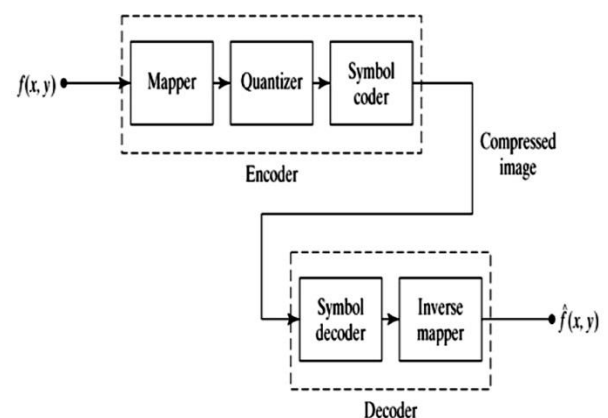 f(x, y)
Mapper
Quantizer
Symbol
coder
Encoder
Compressed
image
Symbol
decoder
Inverse
mapper
f̂(x, y)
Decoder